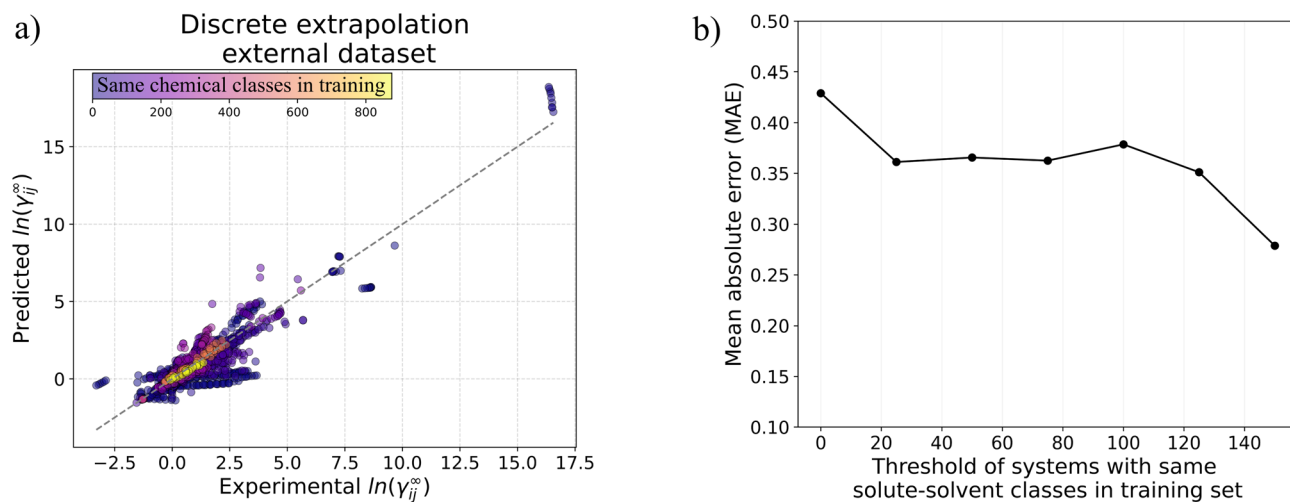 a)
Discrete extrapolation
external dataset
Same chemical classes in training
0 200 400 600 800
Predicted ln(γ_{ij}^∞)
15
10
5
0
−2.5 0.0 2.5 5.0 7.5 10.0 12.5 15.0 17.5
Experimental ln(γ_{ij}^∞)
b)
Mean absolute error (MAE)
0.50
0.45
0.40
0.35
0.30
0.25
0.20
0.15
0.10
0 20 40 60 80 100 120 140
Threshold of systems with same
solute-solvent classes in training set